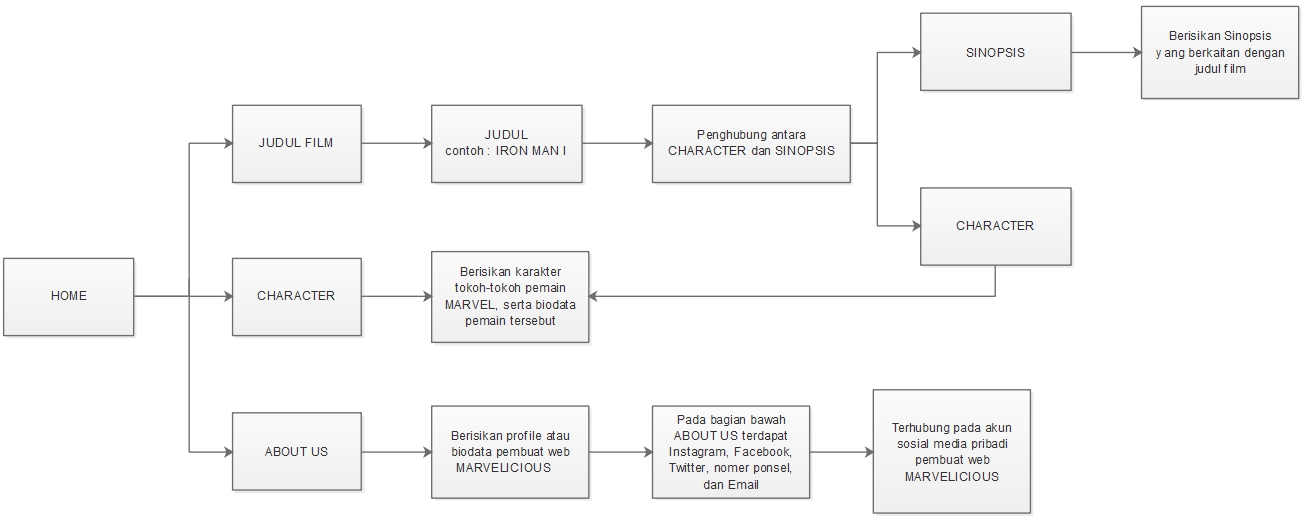 HOME
JUDUL FILM
JUDUL
contoh : IRON MAN I
Penghubung antara
CHARACTER dan SINOPSIS
SINOPSIS
Berisikan Sinopsis
yang berkaitan dengan
judul film
CHARACTER
CHARACTER
Berisikan karakter
tokoh-tokoh pemain
MARVEL, serta biodata
pemain tersebut
ABOUT US
Berisikan profile atau
biodata pembuat web
MARVELICIOUS
Pada bagian bawah
ABOUT US terdapat
Instagram, Facebook,
Twitter, nomer ponsel,
dan Email
Terhubung pada akun
sosial media pribadi
pembuat web
MARVELICIOUS